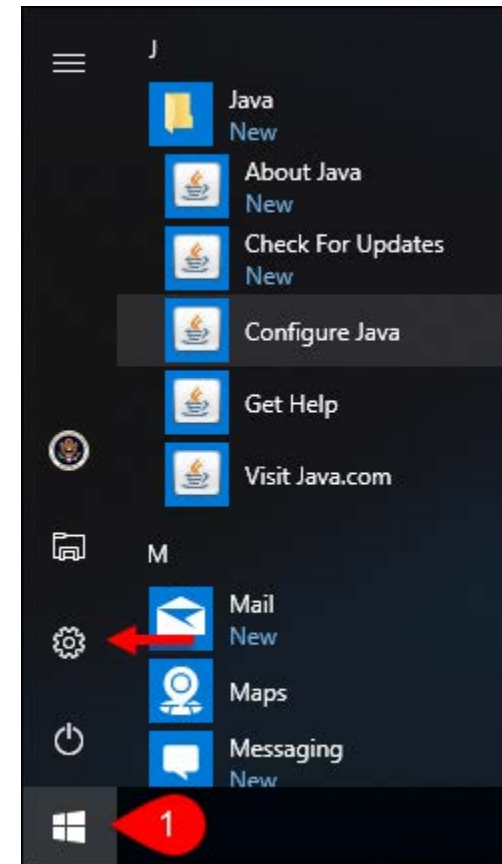 J
Java
New
About Java
New
Check For Updates
New
Configure Java
Get Help
Visit Java.com
M
Mail
New
Maps
Messaging
New
1